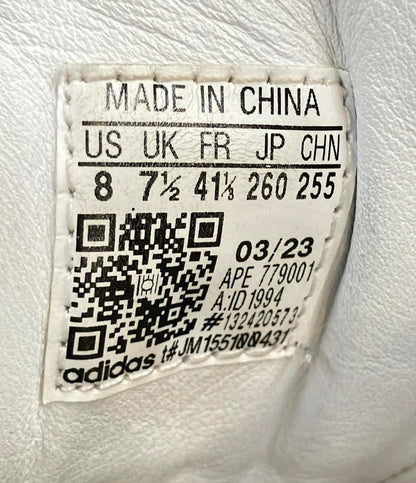 MADE IN CHINA
US UK FR JP CHN
8 7½ 41⅓ 260 255
03/23
APE 779001
A:ID1994
#132420573
adidas t#JM155100431